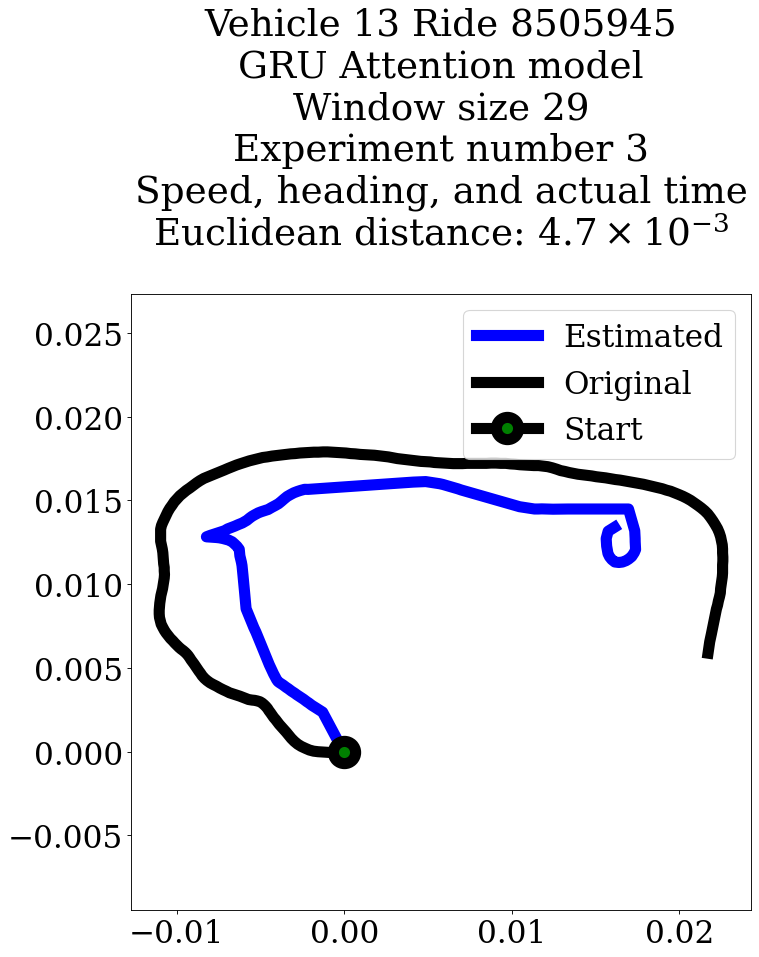 Vehicle 13 Ride 8505945
GRU Attention model
Window size 29
Experiment number 3
Speed, heading, and actual time
Euclidean distance: 4.7 × 10⁻³
Estimated
Original
Start
0.025
0.020
0.015
0.010
0.005
0.000
−0.005
−0.01 0.00 0.01 0.02